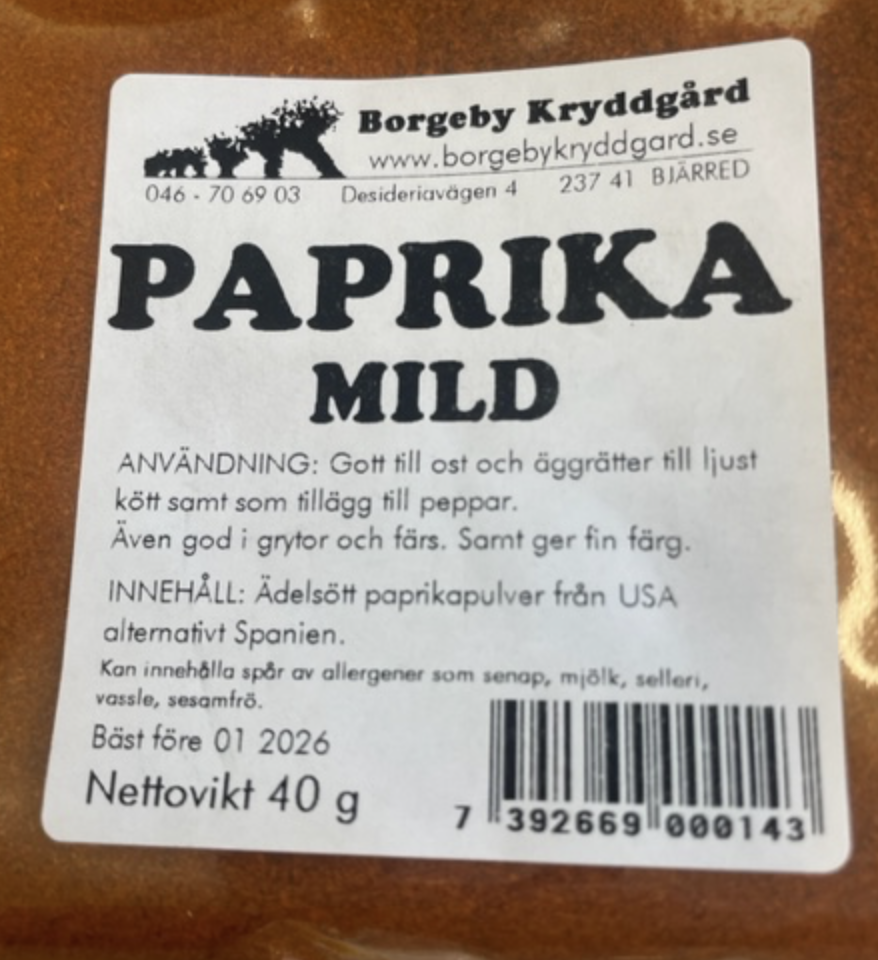 Borgeby Kryddgård
www.borgebykryddgard.se
046 - 70 69 03 Desideriavägen 4 237 41 BJÄRRED
PAPRIKA
MILD
ANVÄNDNING: Gott till ost och äggrätter till ljust
kött samt som tillägg till peppar.
Även god i grytor och färs. Samt ger fin färg.
INNEHÅLL: Ädelsött paprikapulver från USA
alternativt Spanien.
Kan innehålla spår av allergener som senap, mjölk, selleri,
vassle, sesamfrö.
Bäst före 01 2026
Nettovikt 40 g
7 392669 000143